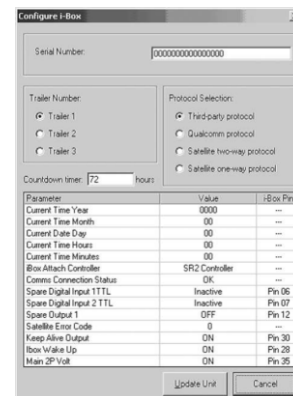 Configure i-Box
Serial Number: 0000000000000000
Trailer Number:
Trailer 1
Trailer 2
Trailer 3
Protocol Selection:
Third-party protocol
Qualcomm protocol
Satellite two-way protocol
Satellite one-way protocol
Countdown timer: 72 hours
Parameter Value i-Box Pin
Current Time Year 0000 ---
Current Time Month 00 ---
Current Date Day 00 ---
Current Time Hours 00 ---
Current Time Minutes 00 ---
iBox Attach Controller SR2 Controller ---
Comms Connection Status OK ---
Spare Digital Input 1TTL Inactive Pin 06
Spare Digital Input 2 TTL Inactive Pin 07
Spare Output 1 OFF Pin 12
Satellite Error Code 0 ---
Keep Alive Output ON Pin 30
Ibox Wake Up ON Pin 28
Main 2P Volt ON Pin 35
Update Unit Cancel